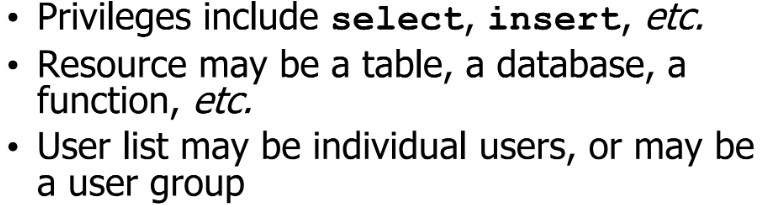 • Privileges include select, insert, etc.
• Resource may be a table, a database, a
function, etc.
• User list may be individual users, or may be
a user group